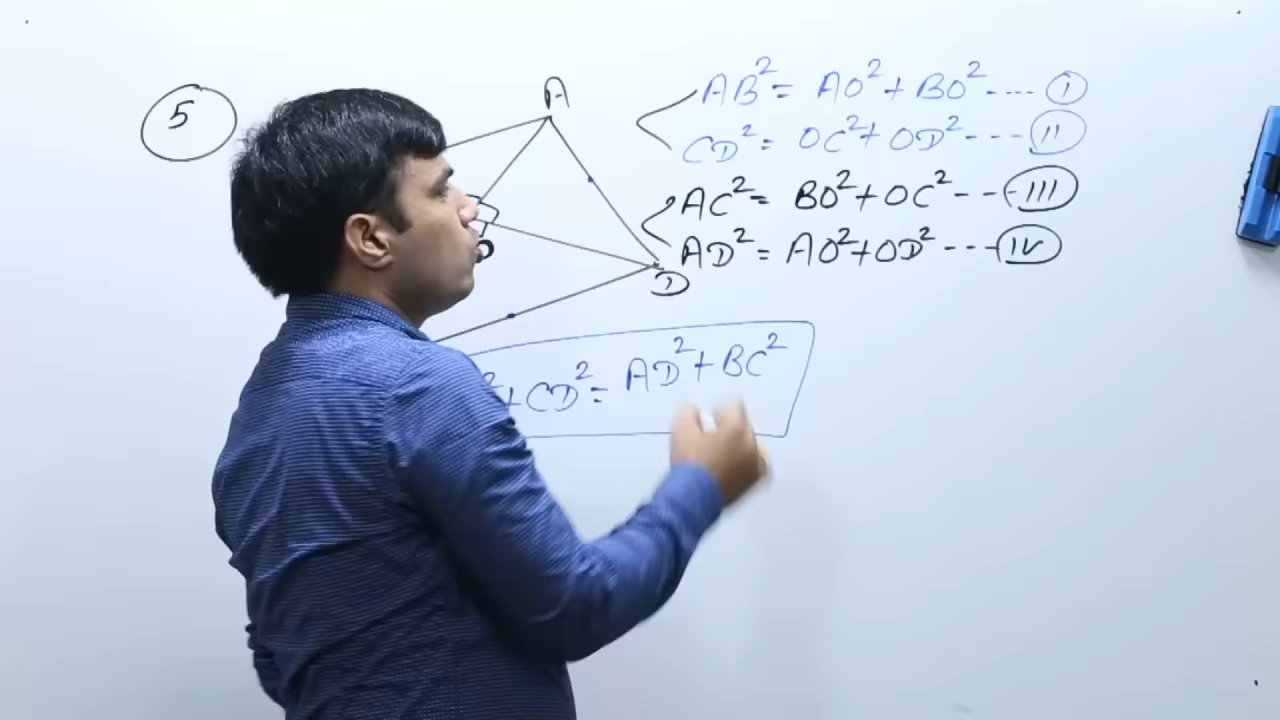 5
A
AB²= AO²+ BO²---- (i)
CD²= OC²+ OD²---- (ii)
AC²= BO²+OC²---(III)
AD²= AO²+OD²---(IV)
O
D
²+CD²= AD²+BC²